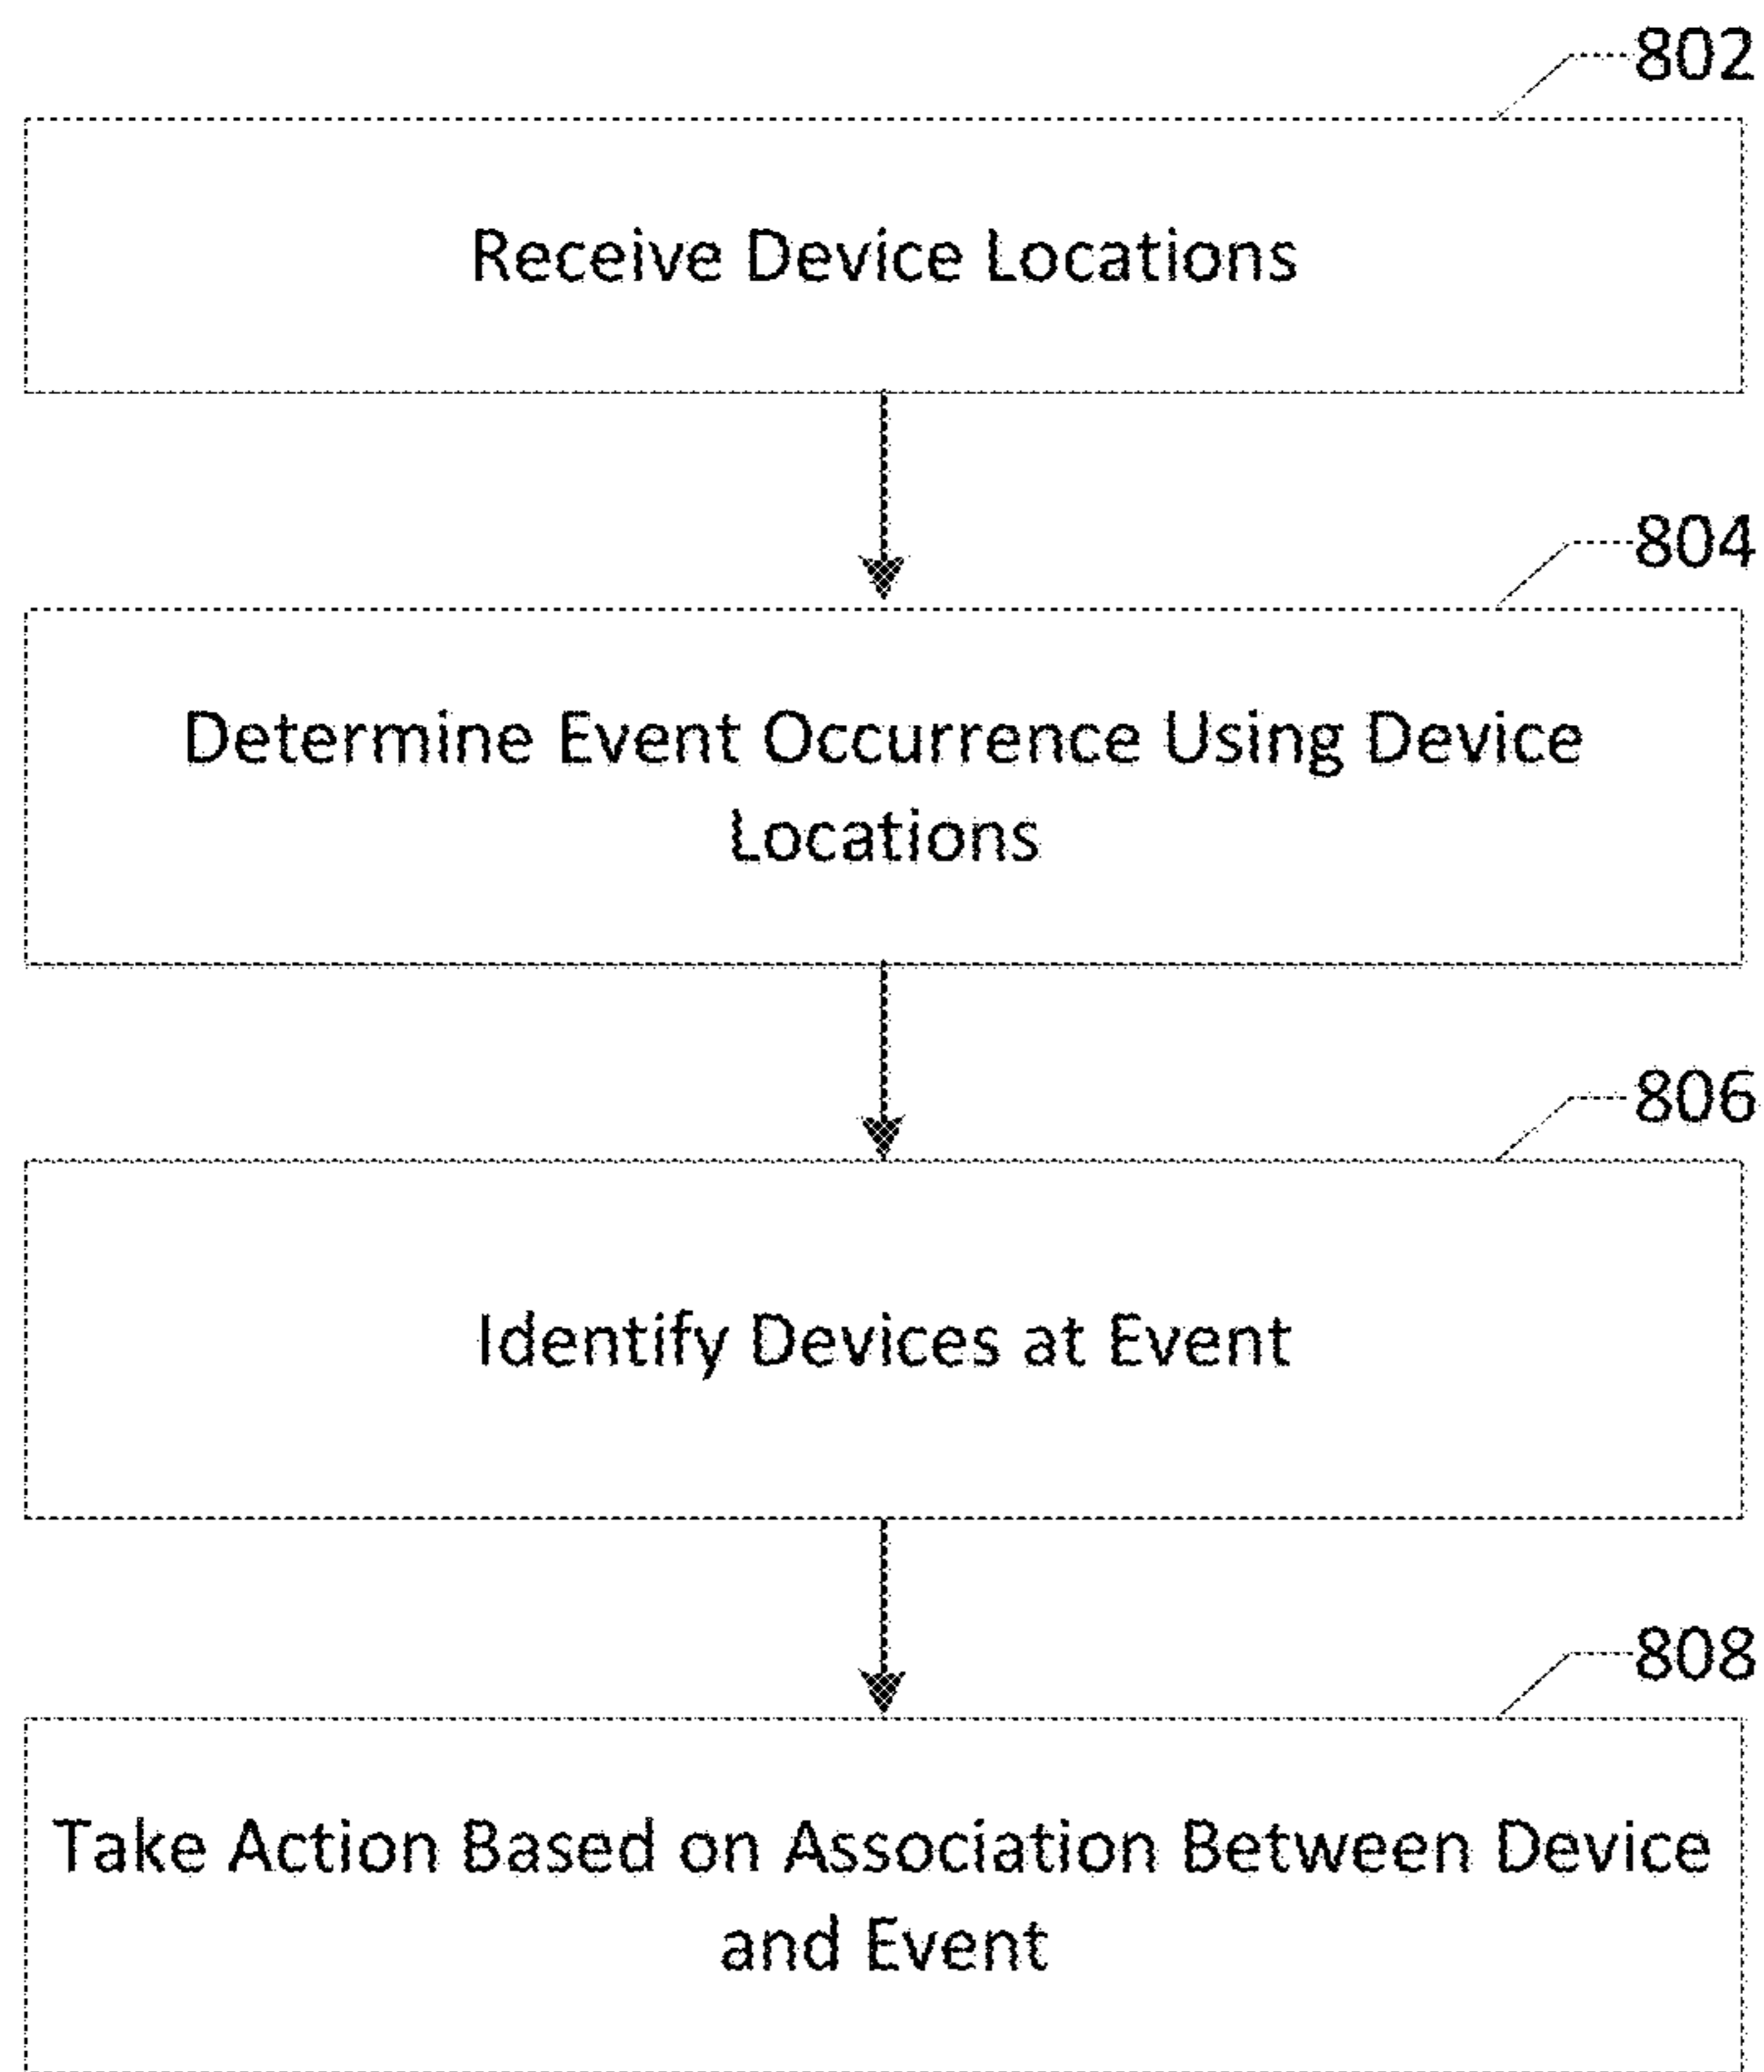 802
Receive Device Locations
804
Determine Event Occurrence Using Device
Locations
806
Identify Devices at Event
808
Take Action Based on Association Between Device
and Event